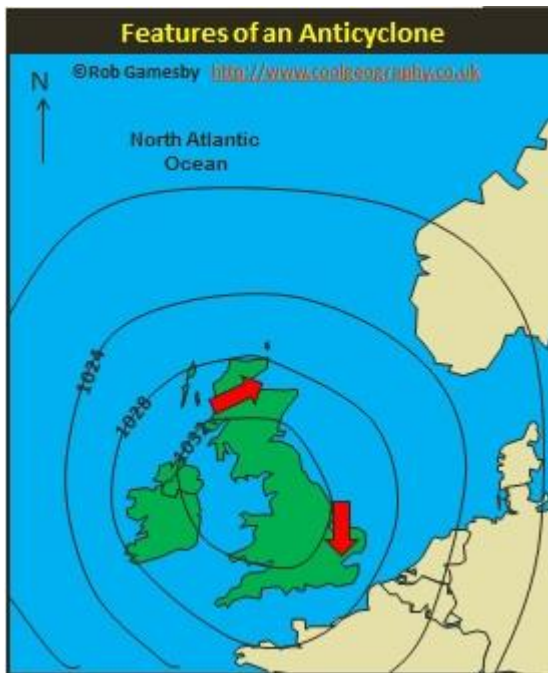 Features of an Anticyclone
©Rob Gamesby http://www.coolgeography.co.uk
N
North Atlantic
Ocean
1024
1028
1032